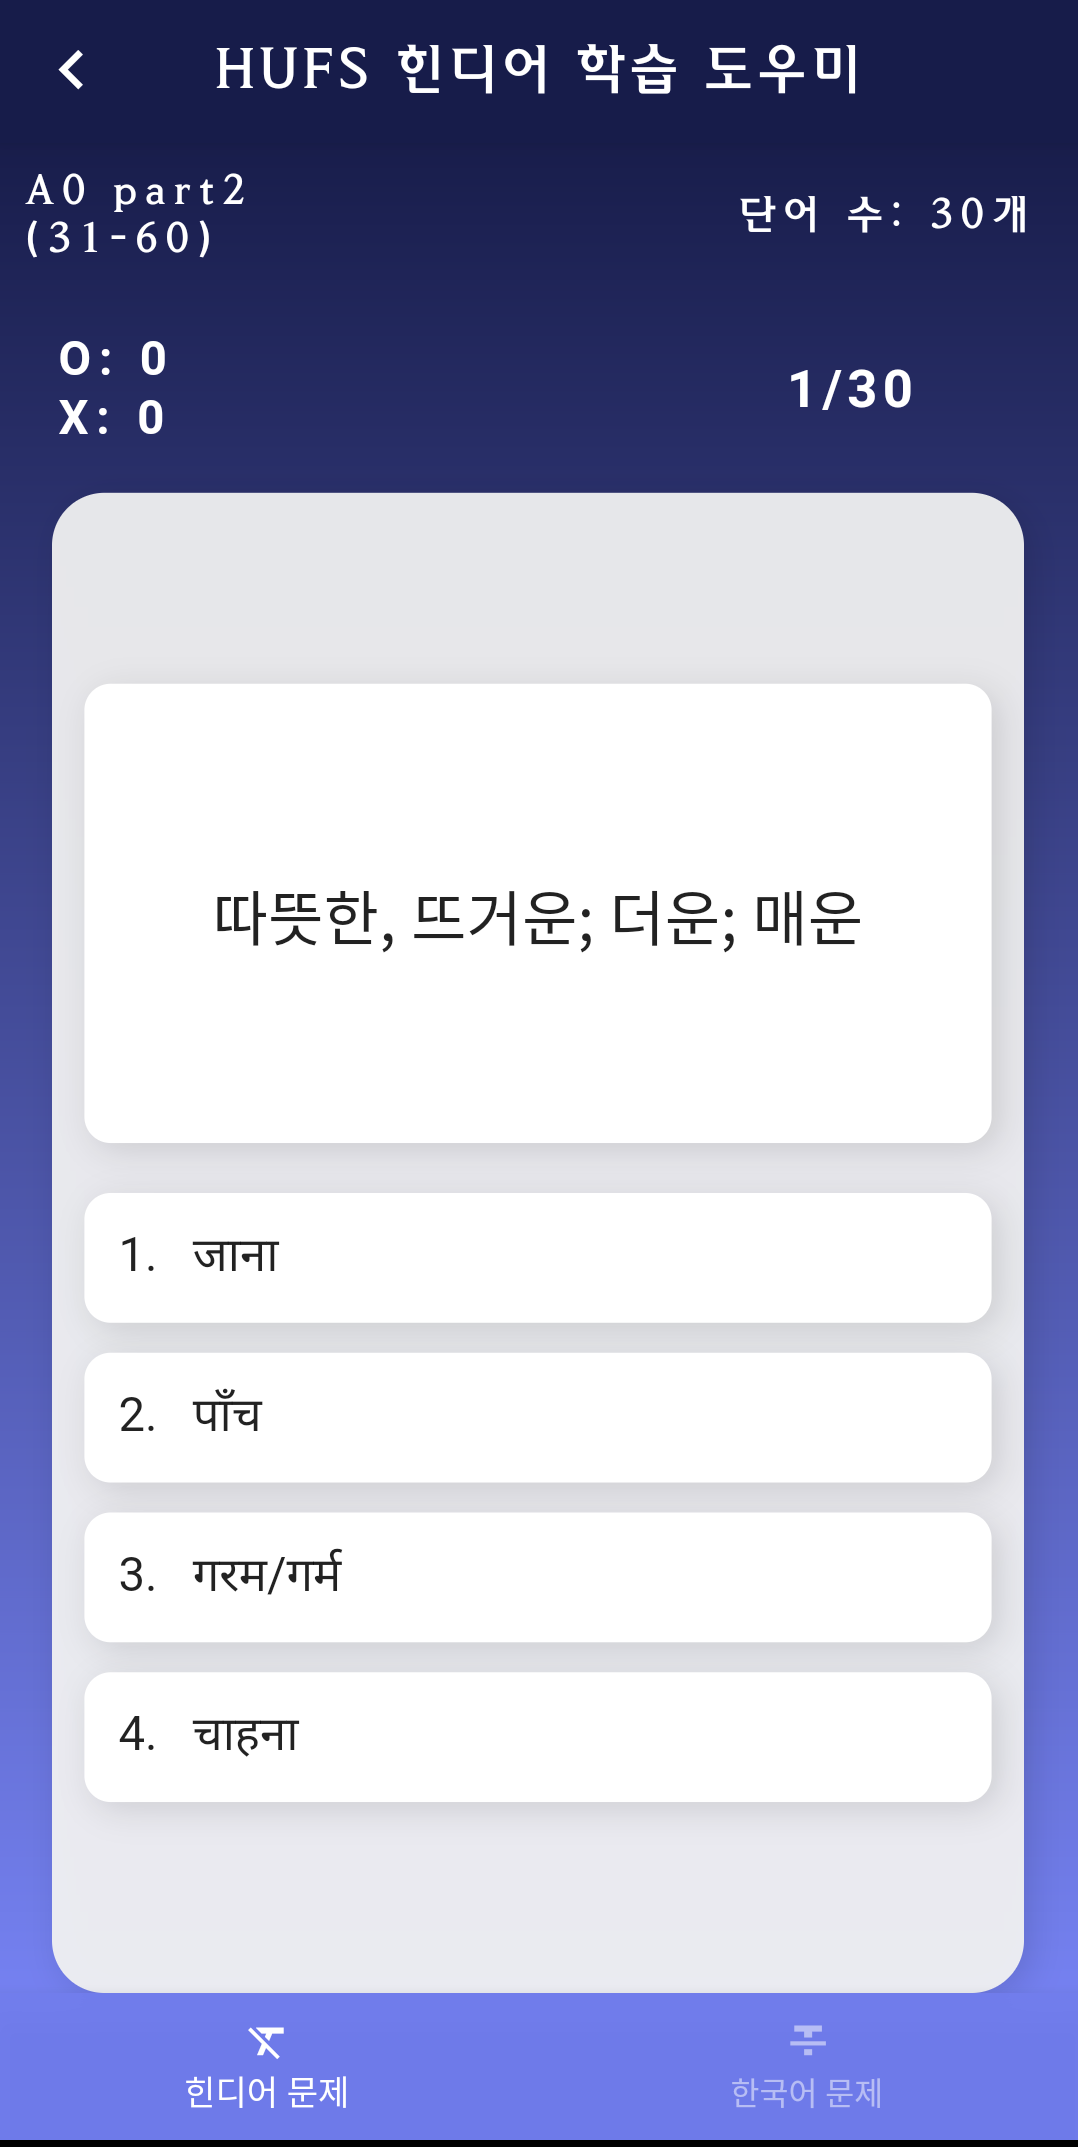 HUFS 힌디어 학습 도우미
A0 part2
(31-60)
단어 수: 30개
O: 0
X: 0
1/30
따뜻한, 뜨거운; 더운; 매운
1. जाना
2. पाँच
3. गरम/गर्म
4. चाहना
힌디어 문제
한국어 문제